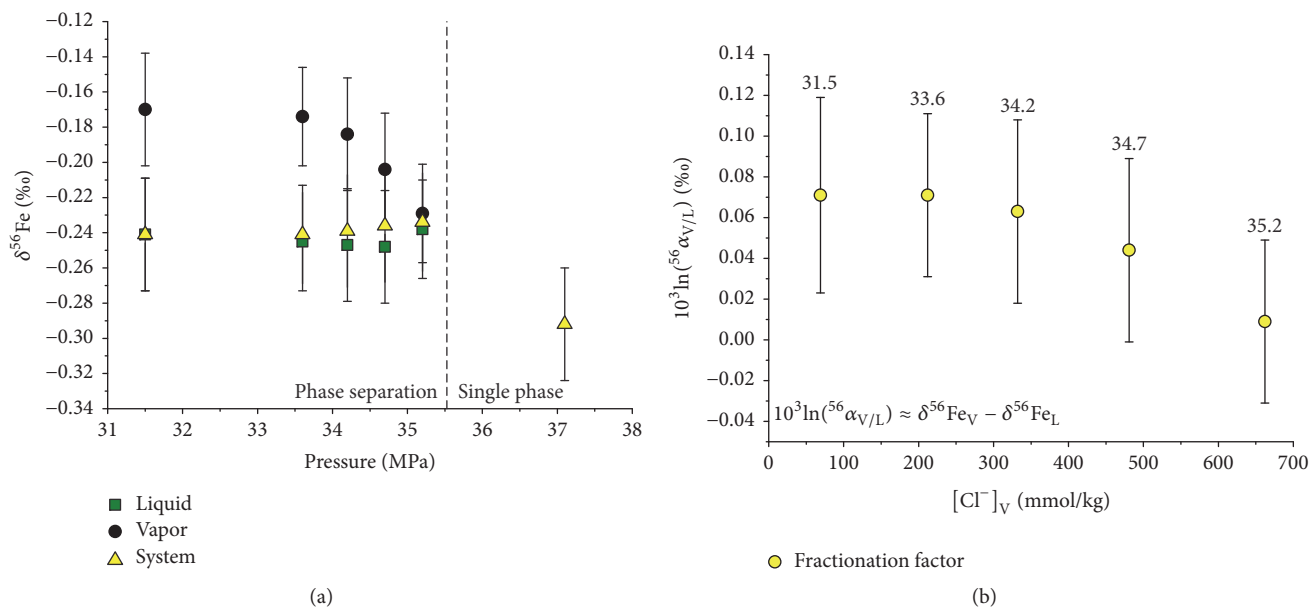 −0.12
−0.14
−0.16
−0.18
−0.20
−0.22
−0.24
−0.26
−0.28
−0.30
−0.32
−0.34
δ⁵⁶Fe (‰)
Phase separation
Single phase
31 32 33 34 35 36 37 38
Pressure (MPa)
Liquid
Vapor
System
(a)
0.14
0.12
0.10
0.08
0.06
0.04
0.02
0.00
−0.02
−0.04
10³ln(⁵⁶α_V/L) (‰)
31.5
33.6
34.2
34.7
35.2
10³ln(⁵⁶α_V/L) ≈ δ⁵⁶Fe_V − δ⁵⁶Fe_L
0 100 200 300 400 500 600 700
[Cl⁻]_V (mmol/kg)
Fractionation factor
(b)